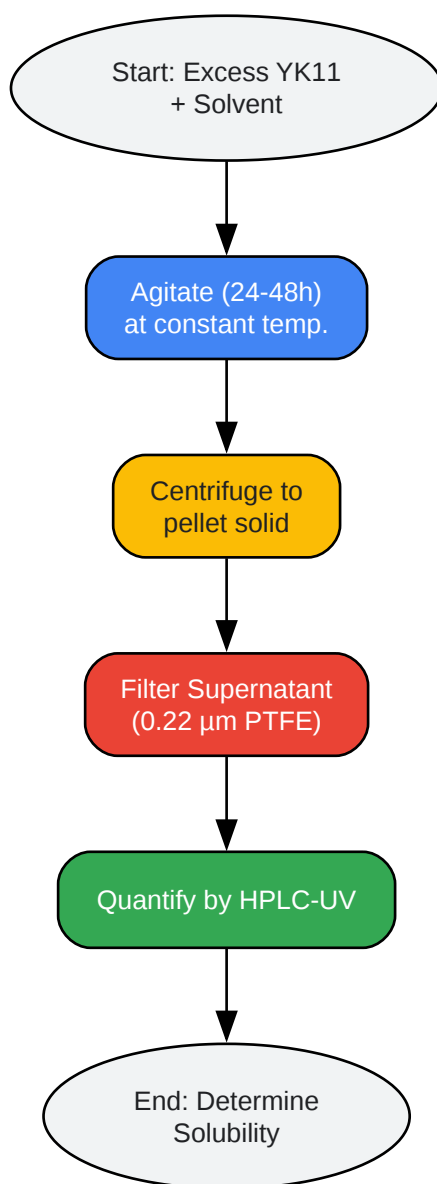 Start: Excess YK11
+ Solvent
Agitate (24-48h)
at constant temp.
Centrifuge to
pellet solid
Filter Supernatant
(0.22 µm PTFE)
Quantify by HPLC-UV
End: Determine
Solubility